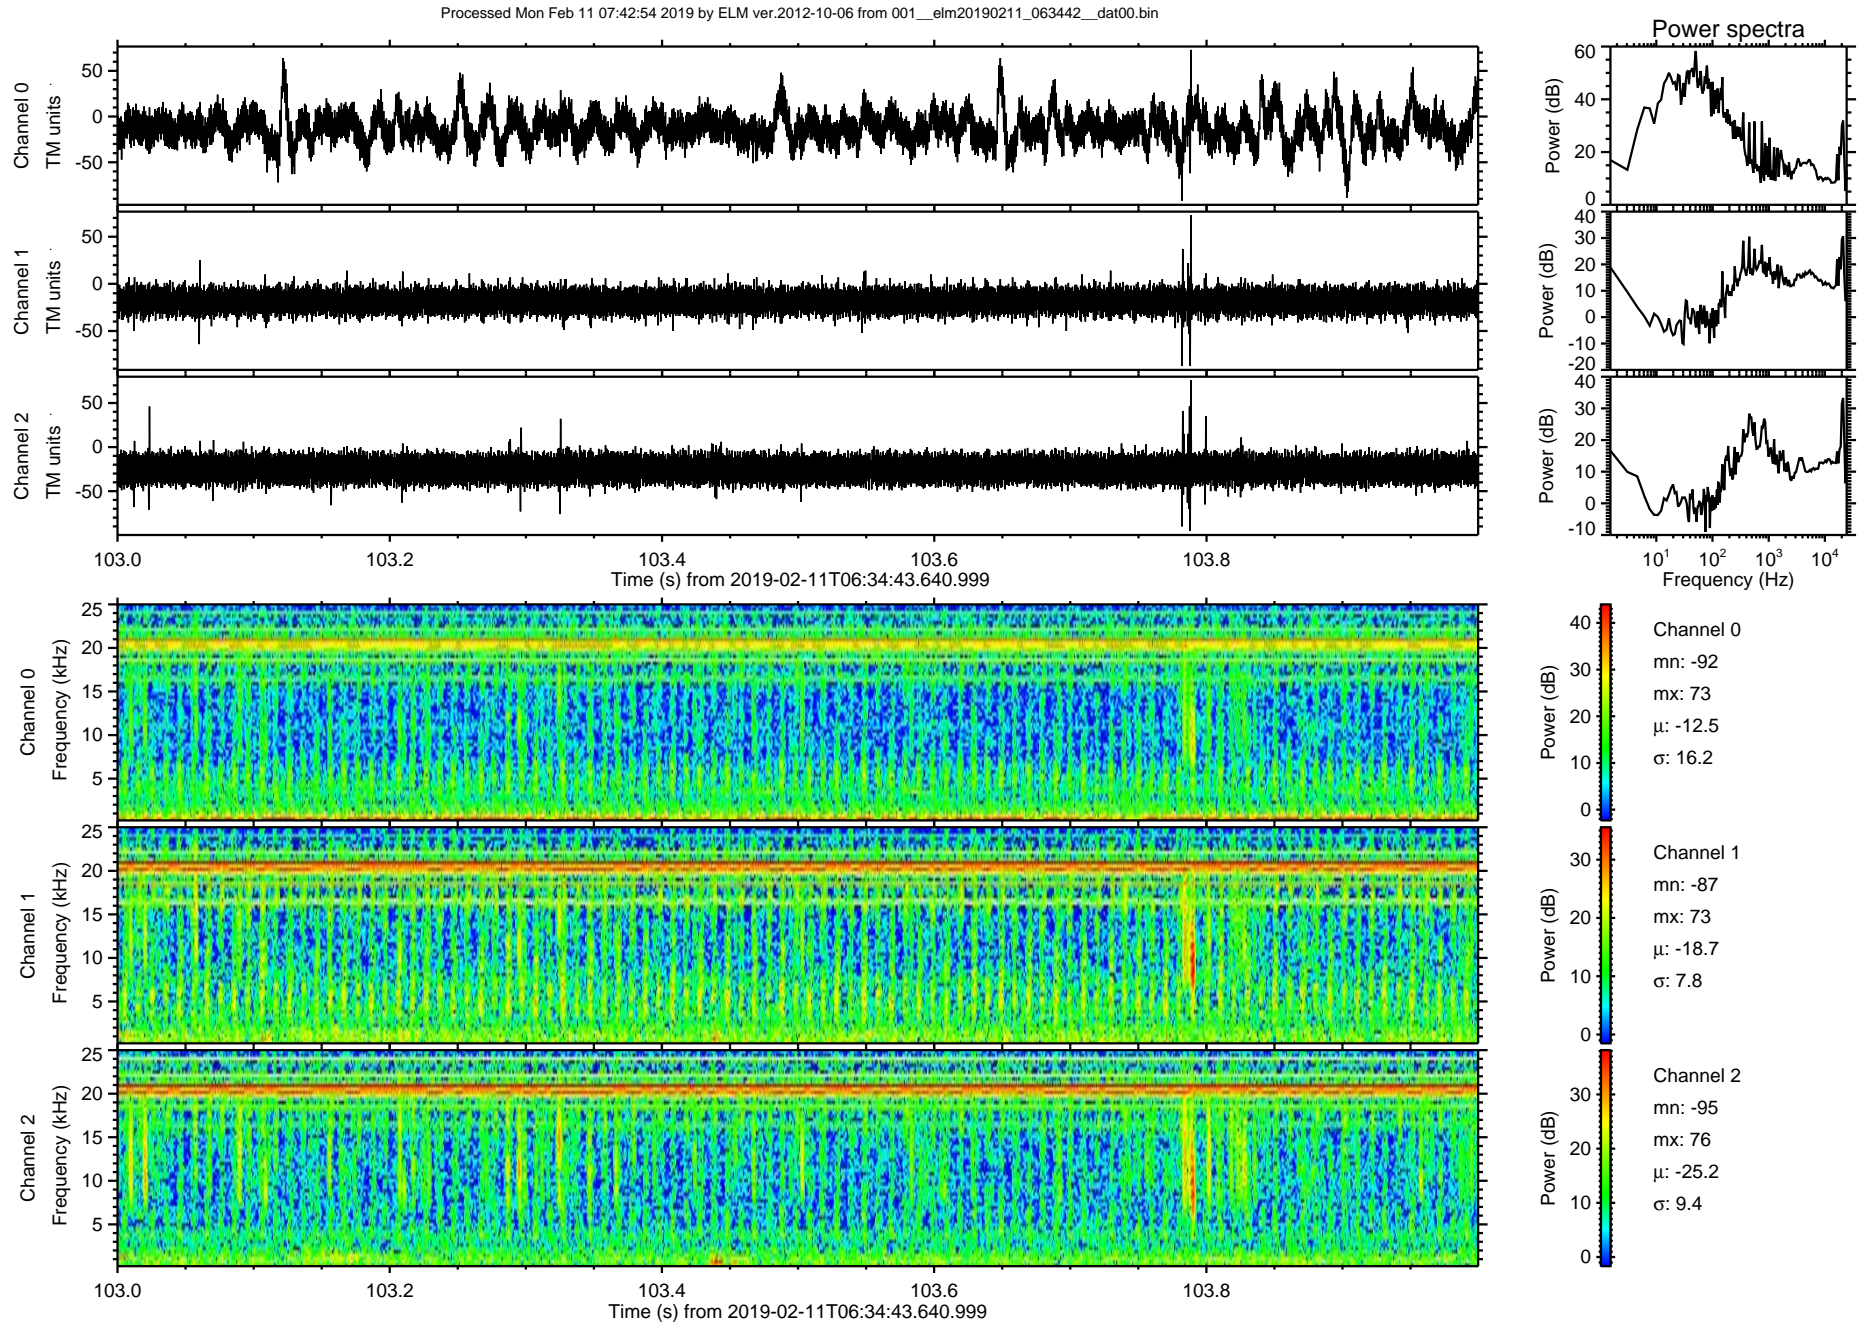 Processed Mon Feb 11 07:42:54 2019 by ELM ver.2012-10-06 from 001__elm20190211_063442__dat00.bin
Power spectra
Channel 0
TM units
50
0
-50
Power (dB)
60
40
20
0
Channel 1
TM units
50
0
-50
Power (dB)
40
30
20
10
0
-10
-20
Channel 2
TM units
50
0
-50
Power (dB)
40
30
20
10
0
-10
103.0 103.2 103.4 103.6 103.8
Time (s) from 2019-02-11T06:34:43.640.999
10¹ 10² 10³ 10⁴
Frequency (Hz)
Channel 0
Frequency (kHz)
25
20
15
10
5
Power (dB)
40
30
20
10
0
Channel 0
mn: -92
mx: 73
μ: -12.5
σ: 16.2
Channel 1
Frequency (kHz)
25
20
15
10
5
Power (dB)
30
20
10
0
Channel 1
mn: -87
mx: 73
μ: -18.7
σ: 7.8
Channel 2
Frequency (kHz)
25
20
15
10
5
Power (dB)
30
20
10
0
Channel 2
mn: -95
mx: 76
μ: -25.2
σ: 9.4
103.0 103.2 103.4 103.6 103.8
Time (s) from 2019-02-11T06:34:43.640.999